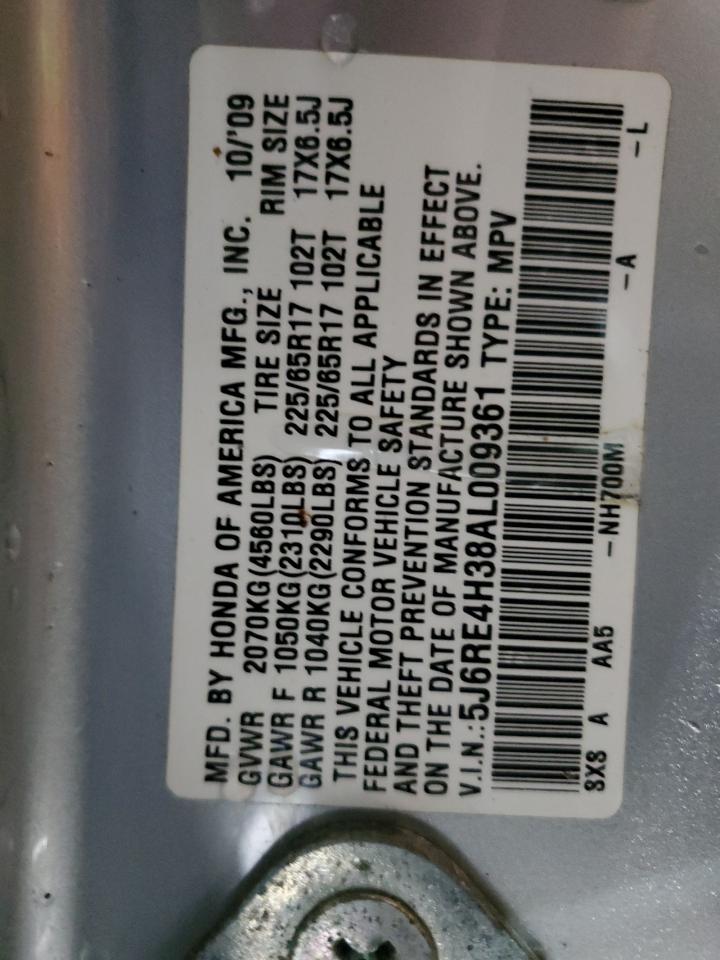 MFD. BY HONDA OF AMERICA MFG., INC. 10/'09
GVWR 2070KG(4560LBS) TIRE SIZE RIM SIZE
GAWR F 1050KG(2310LBS) 225/65R17 102T 17X6.5J
GAWR R 1040KG(2290LBS) 225/65R17 102T 17X6.5J
THIS VEHICLE CONFORMS TO ALL APPLICABLE
FEDERAL MOTOR VEHICLE SAFETY
AND THEFT PREVENTION STANDARDS IN EFFECT
ON THE DATE OF MANUFACTURE SHOWN ABOVE.
V.I.N.:5J6RE4H38AL009361 TYPE: MPV
SXS A AA5 -NH700M -A -L